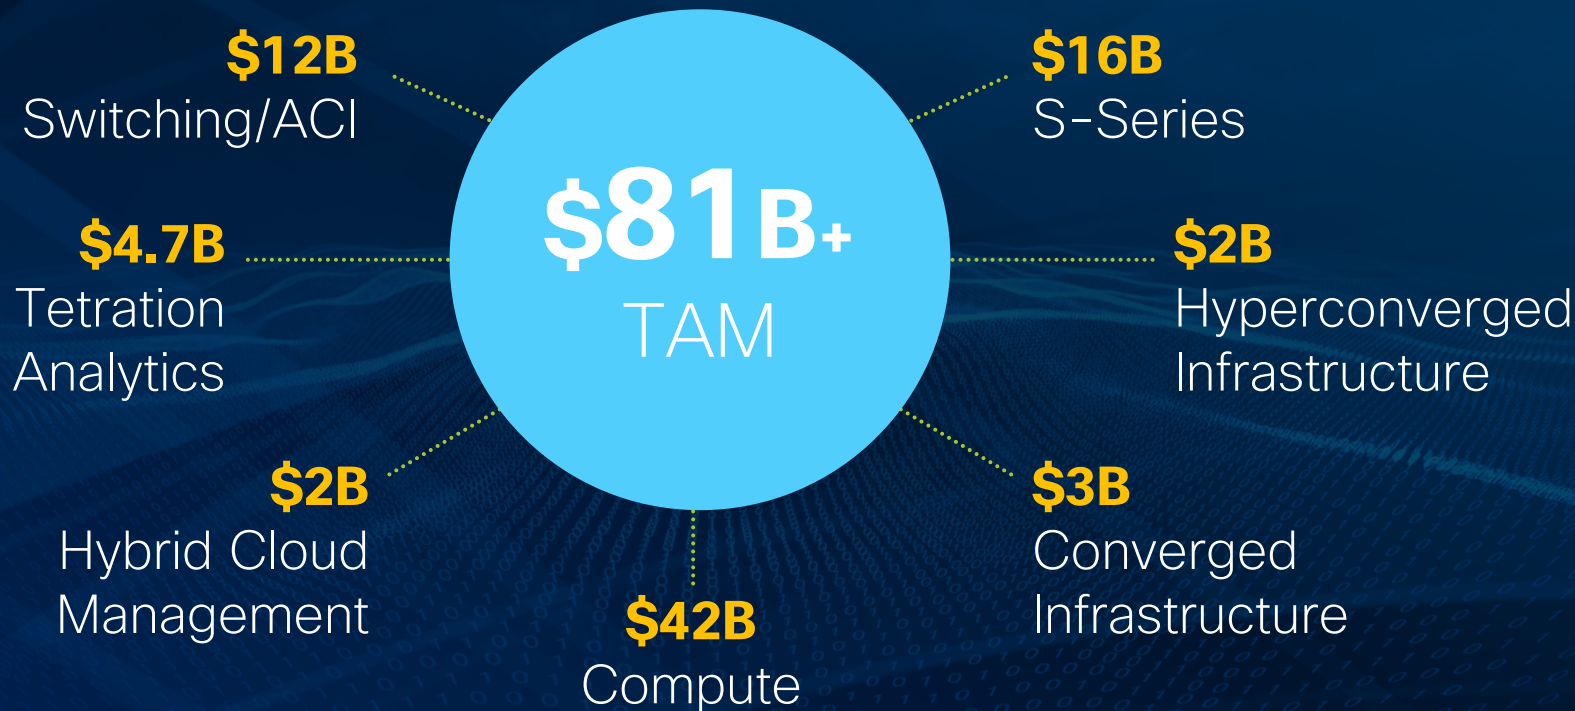 $12B
Switching/ACI
$16B
S-Series
$81B+
TAM
$4.7B
Tetration
Analytics
$2B
Hyperconverged
Infrastructure
$2B
Hybrid Cloud
Management
$3B
Converged
Infrastructure
$42B
Compute